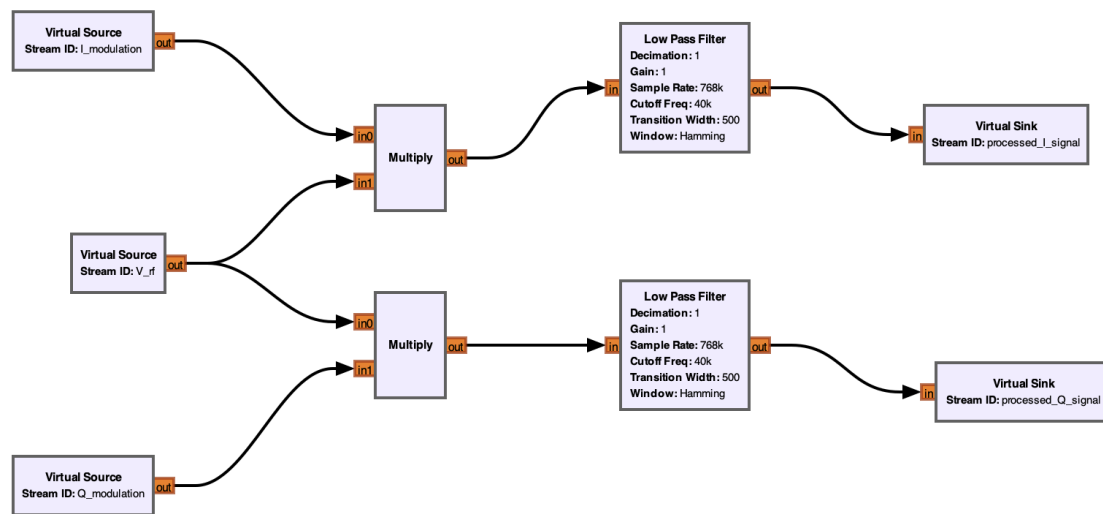 Virtual Source
Stream ID: I_modulation
out
in0
in1
Multiply
out
in
Low Pass Filter
Decimation: 1
Gain: 1
Sample Rate: 768k
Cutoff Freq: 40k
Transition Width: 500
Window: Hamming
out
in
Virtual Sink
Stream ID: processed_I_signal
Virtual Source
Stream ID: V_rf
out
in0
in1
Multiply
out
in
Low Pass Filter
Decimation: 1
Gain: 1
Sample Rate: 768k
Cutoff Freq: 40k
Transition Width: 500
Window: Hamming
out
in
Virtual Sink
Stream ID: processed_Q_signal
Virtual Source
Stream ID: Q_modulation
out